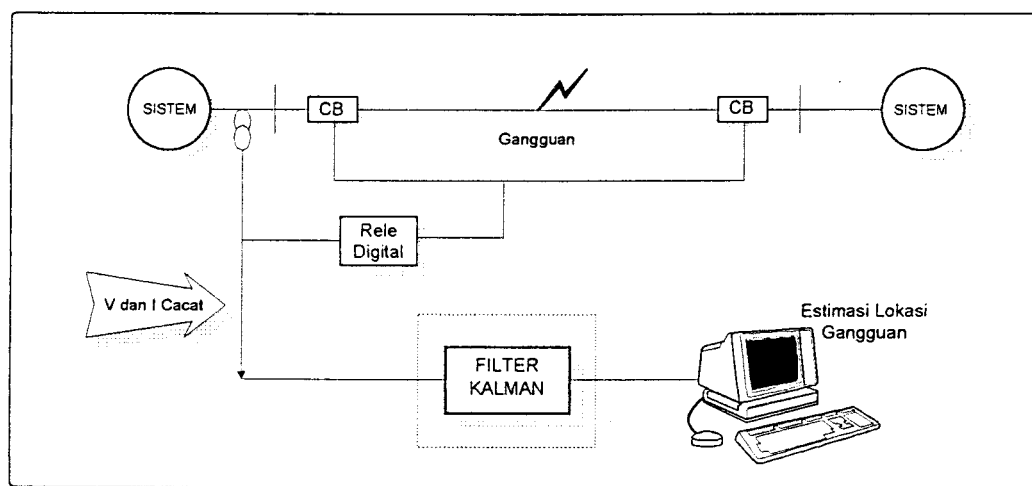 SISTEM
CB
CB
SISTEM
Gangguan
Rele
Digital
V dan I Cacat
Estimasi Lokasi
Gangguan
FILTER
KALMAN